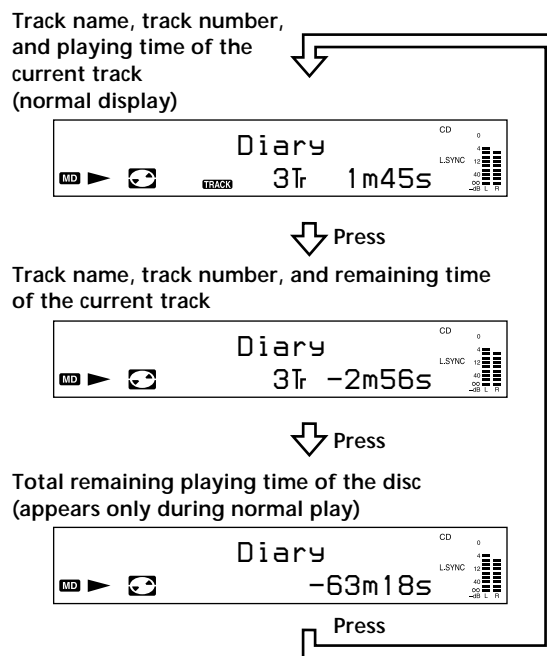 Track name, track number,
and playing time of the
current track
(normal display)
Diary
CD
L.SYNC
0
4
12
40
∞
–dB L R
MD
TRACK
3Tr 1m45s
Press
Track name, track number, and remaining time
of the current track
Diary
CD
L.SYNC
0
4
12
40
∞
–dB L R
MD
3Tr –2m56s
Press
Total remaining playing time of the disc
(appears only during normal play)
Diary
CD
L.SYNC
0
4
12
40
∞
–dB L R
MD
–63m18s
Press